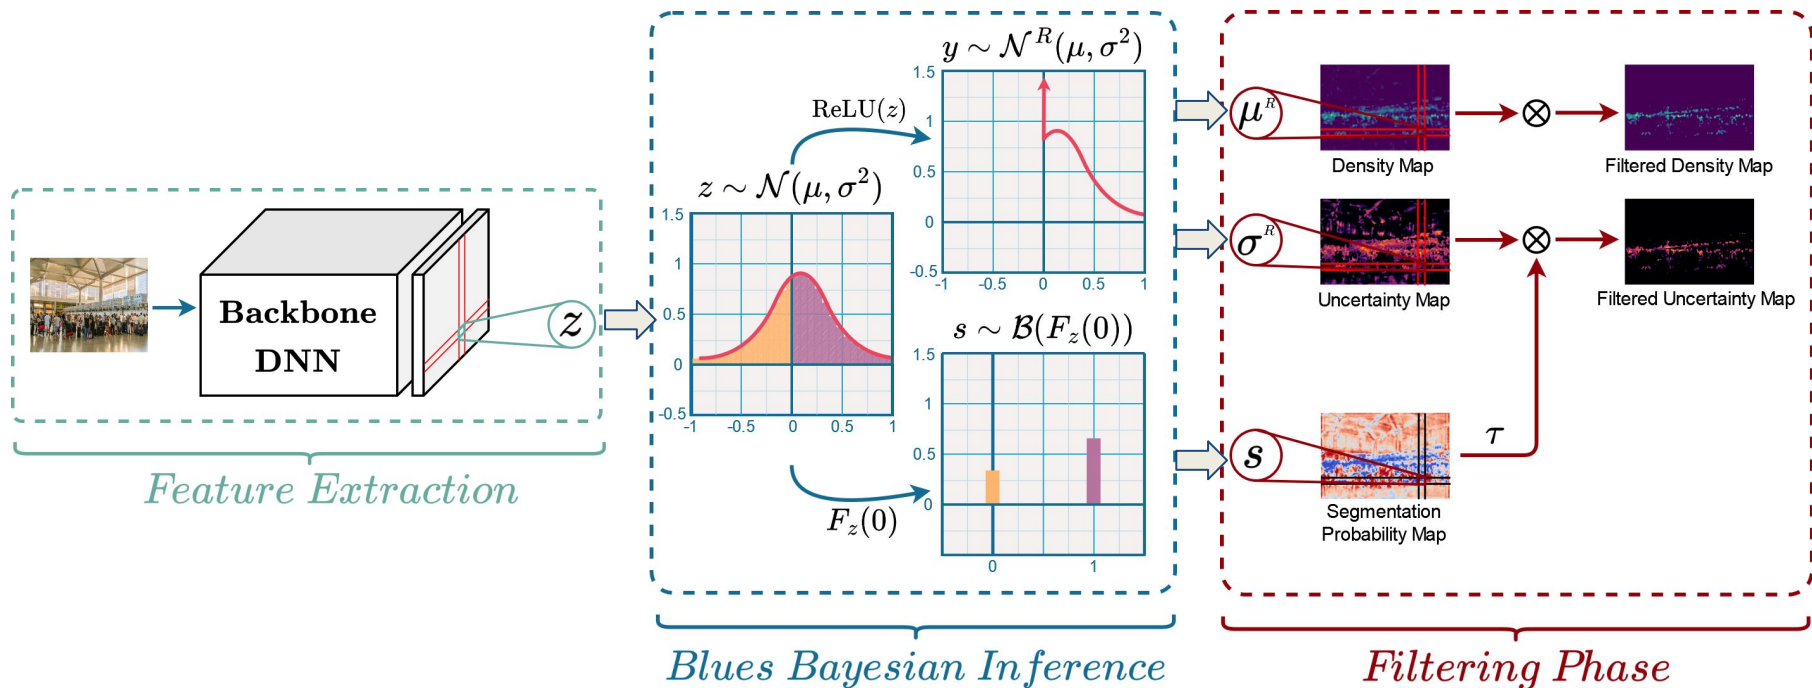 Backbone
DNN
z
Feature Extraction
z ∼ N(μ, σ²)
1.5
1
0.5
0
-0.5
-1
-0.5
0
0.5
1
ReLU(z)
y ∼ N^R(μ, σ²)
1.5
1
0.5
0
-0.5
-1
-0.5
0
0.5
1
F_z(0)
s ∼ B(F_z(0))
1.5
1
0.5
0
0
1
Blues Bayesian Inference
μ^R
Density Map
⊗
Filtered Density Map
σ^R
Uncertainty Map
⊗
Filtered Uncertainty Map
s
τ
Segmentation
Probability Map
Filtering Phase